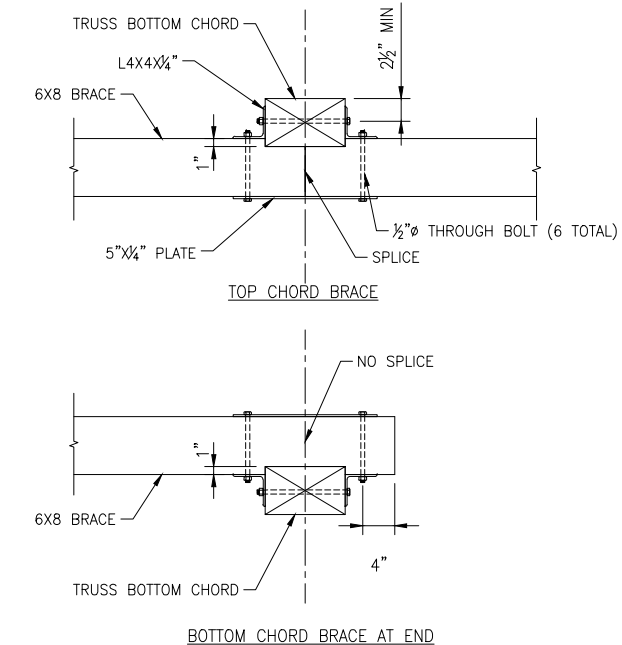 TRUSS BOTTOM CHORD
2½" MIN
L4X4X¼"
6X8 BRACE
1"
½"ø THROUGH BOLT (6 TOTAL)
5"X¼" PLATE
SPLICE
TOP CHORD BRACE
NO SPLICE
1"
6X8 BRACE
4"
TRUSS BOTTOM CHORD
BOTTOM CHORD BRACE AT END